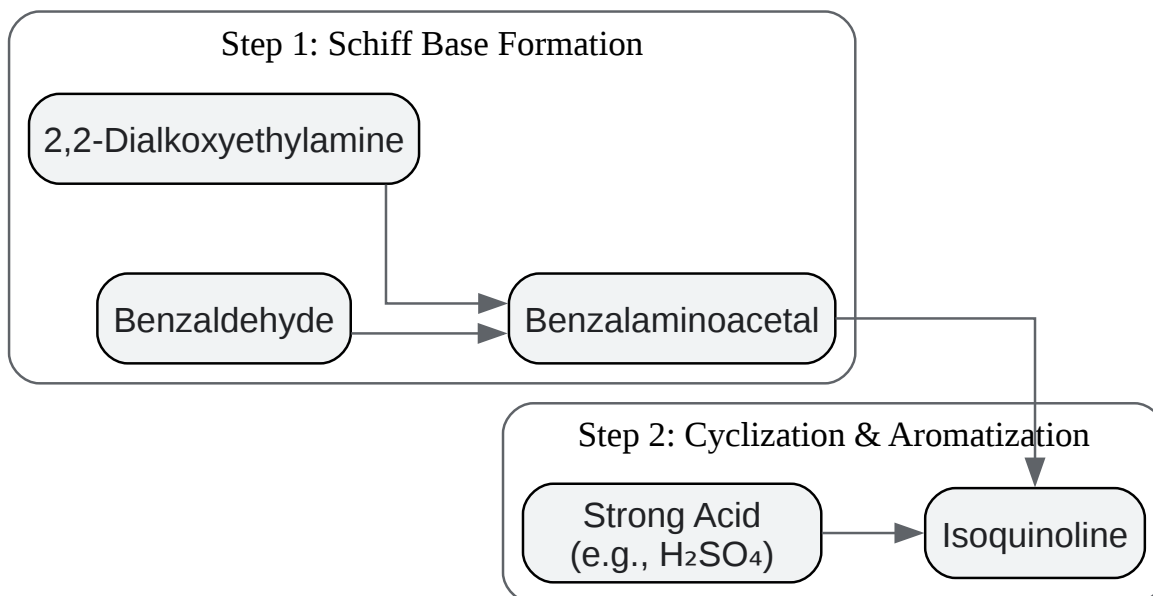 Step 1: Schiff Base Formation
2,2-Dialkoxyethylamine
Benzaldehyde
Benzalaminoacetal
Step 2: Cyclization & Aromatization
Strong Acid
(e.g., H₂SO₄)
Isoquinoline